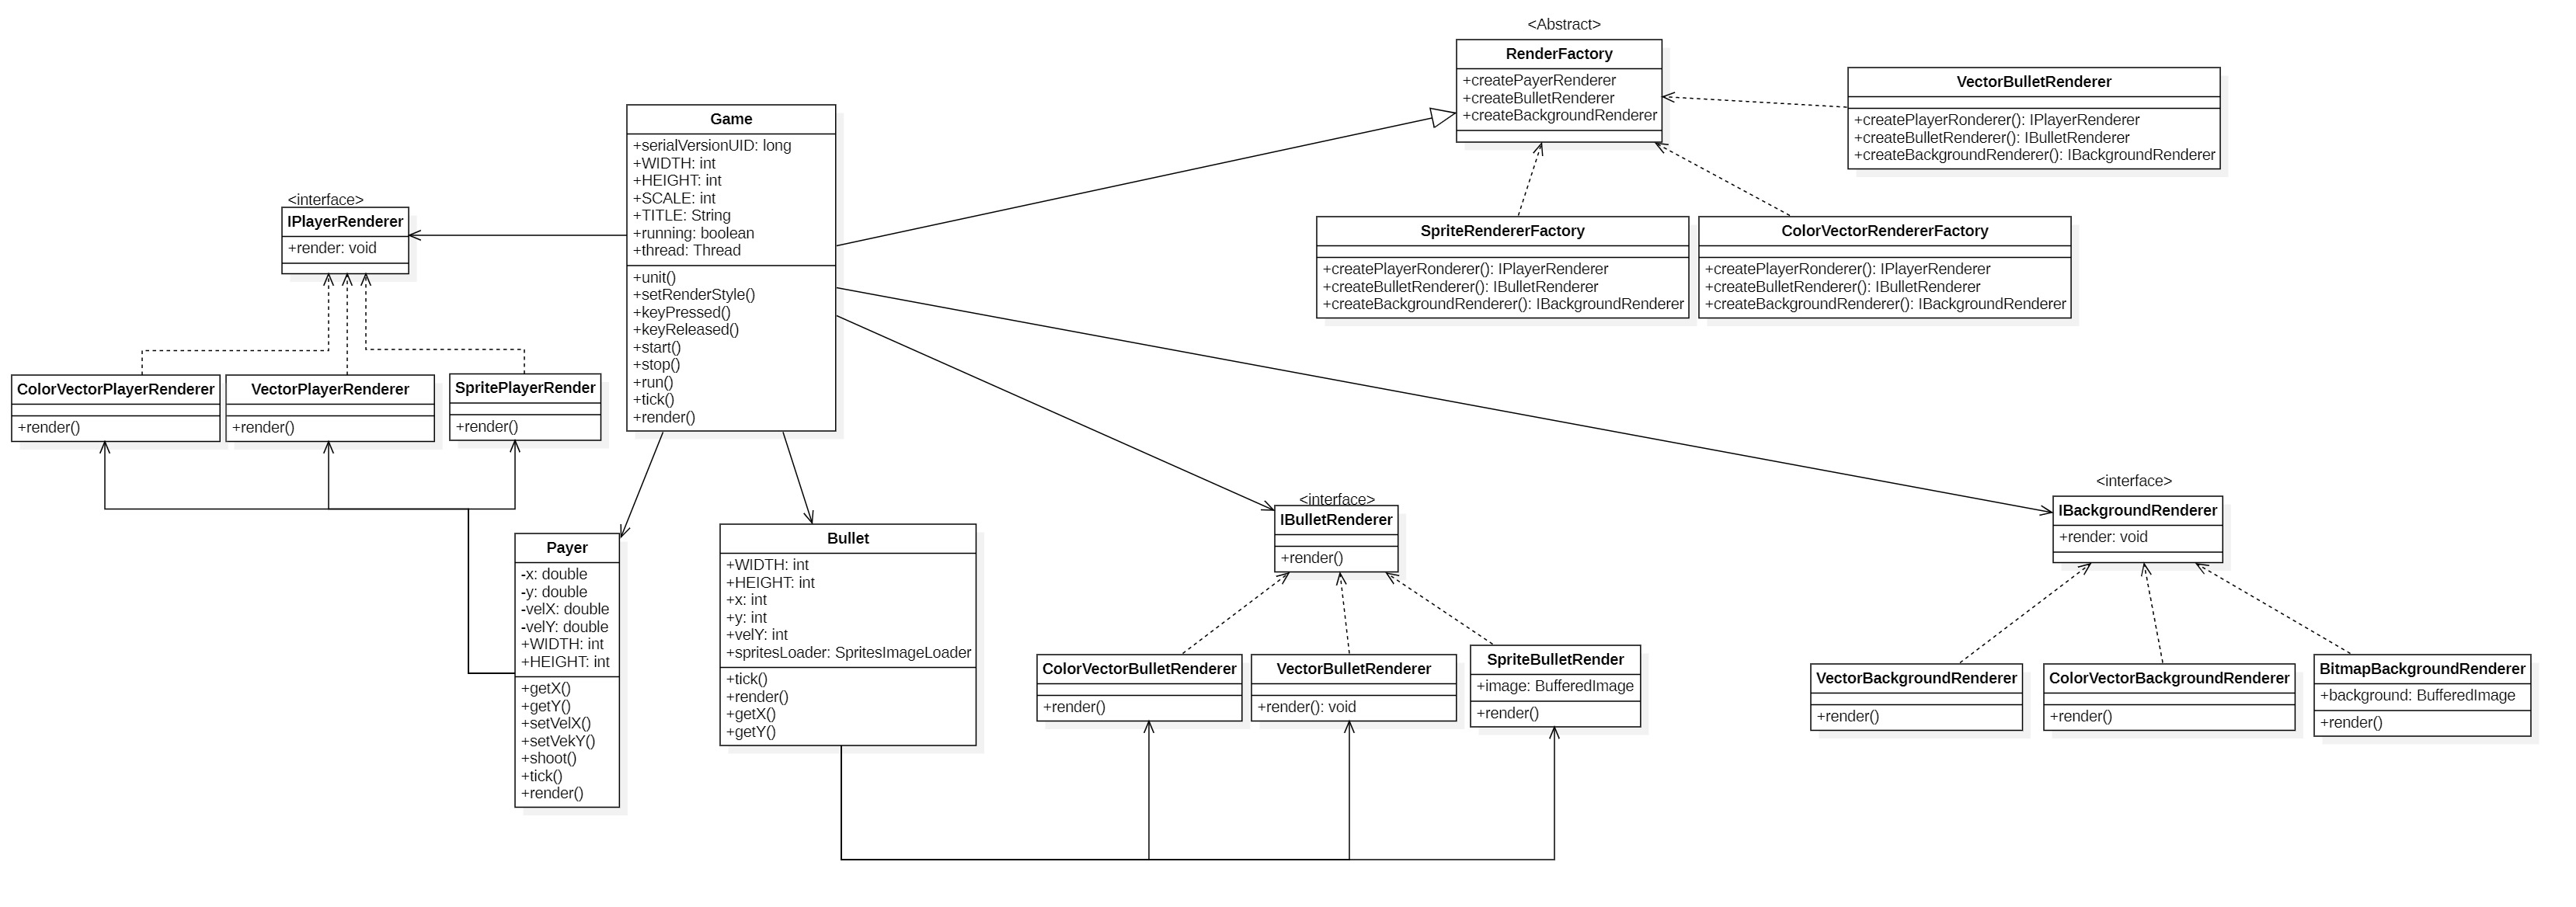 <Abstract>
RenderFactory
+createPayerRenderer
+createBulletRenderer
+createBackgroundRenderer
VectorBulletRenderer
+createPlayerRonderer(): IPlayerRenderer
+createBulletRenderer(): IBulletRenderer
+createBackgroundRenderer(): IBackgroundRenderer
Game
+serialVersionUID: long
+WIDTH: int
+HEIGHT: int
+SCALE: int
+TITLE: String
+running: boolean
+thread: Thread
+unit()
+setRenderStyle()
+keyPressed()
+keyReleased()
+start()
+stop()
+run()
+tick()
+render()
<interface>
IPlayerRenderer
+render: void
SpriteRendererFactory
+createPlayerRonderer(): IPlayerRenderer
+createBulletRenderer(): IBulletRenderer
+createBackgroundRenderer(): IBackgroundRenderer
ColorVectorRendererFactory
+createPlayerRonderer(): IPlayerRenderer
+createBulletRenderer(): IBulletRenderer
+createBackgroundRenderer(): IBackgroundRenderer
ColorVectorPlayerRenderer
+render()
VectorPlayerRenderer
+render()
SpritePlayerRender
+render()
Payer
-x: double
-y: double
-velX: double
-velY: double
+WIDTH: int
+HEIGHT: int
+getX()
+getY()
+setVelX()
+setVekY()
+shoot()
+tick()
+render()
Bullet
+WIDTH: int
+HEIGHT: int
+x: int
+y: int
+velY: int
+spritesLoader: SpritesImageLoader
+tick()
+render()
+getX()
+getY()
<interface>
IBulletRenderer
+render()
<interface>
IBackgroundRenderer
+render: void
ColorVectorBulletRenderer
+render()
VectorBulletRenderer
+render(): void
SpriteBulletRender
+image: BufferedImage
+render()
VectorBackgroundRenderer
+render()
ColorVectorBackgroundRenderer
+render()
BitmapBackgroundRenderer
+background: BufferedImage
+render()